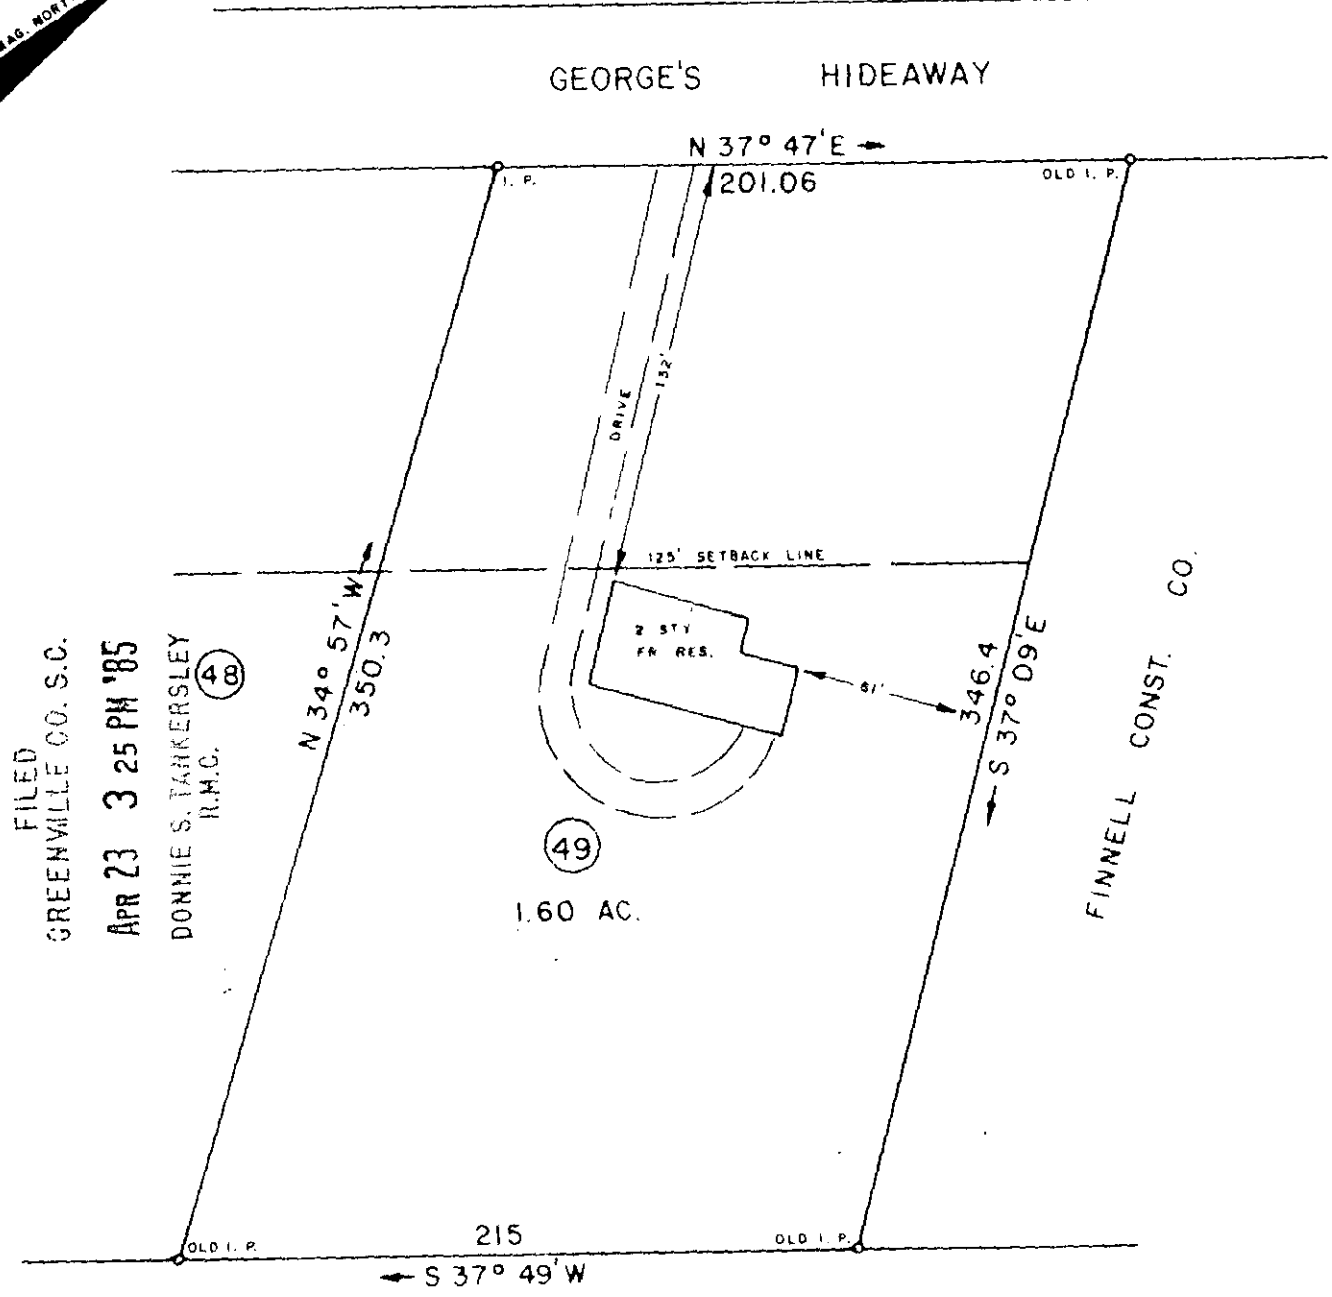 MAG. NORT
GEORGE'S HIDEAWAY
N 37° 47' E
201.06
I. P.
OLD I. P.
132'
DRIVE
125' SETBACK LINE
2 STY
FR RES.
61'
N 34° 57' W
350.3
346.4
S 37° 09' E
FINNELL CONST. CO.
48
49
1.60 AC.
FILED
GREENVILLE CO. S.C.
APR 23 3 25 PM '85
DONNIE S. TANKERSLEY
R.M.C.
OLD I. P.
215
OLD I. P.
S 37° 49' W